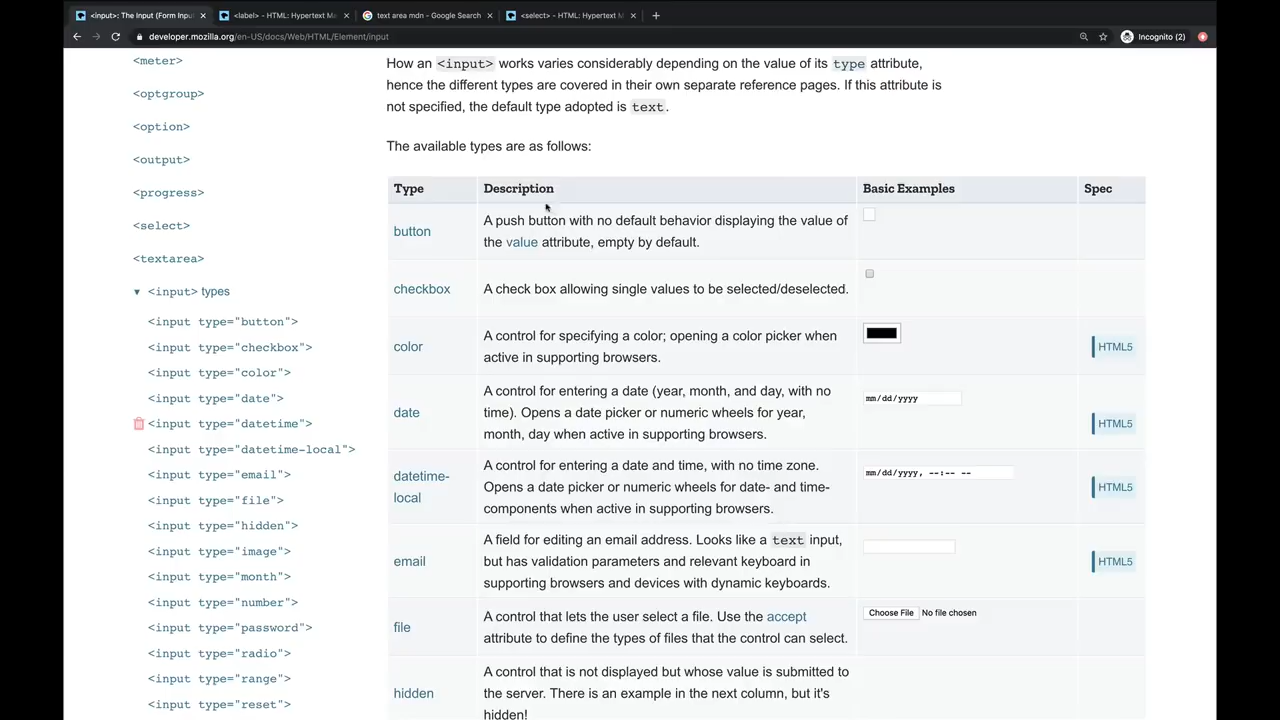 <input>: The Input (Form Inpu
<label> - HTML: Hypertext Ma
text area mdn - Google Search
<select> - HTML: Hypertext M
developer.mozilla.org/en-US/docs/Web/HTML/Element/input
Incognito (2)
<meter>
<optgroup>
<option>
<output>
<progress>
<select>
<textarea>
<input> types
<input type="button">
<input type="checkbox">
<input type="color">
<input type="date">
<input type="datetime">
<input type="datetime-local">
<input type="email">
<input type="file">
<input type="hidden">
<input type="image">
<input type="month">
<input type="number">
<input type="password">
<input type="radio">
<input type="range">
<input type="reset">
How an <input> works varies considerably depending on the value of its type attribute,
hence the different types are covered in their own separate reference pages. If this attribute is
not specified, the default type adopted is text.
The available types are as follows:
Type Description Basic Examples Spec
button
A push button with no default behavior displaying the value of
the value attribute, empty by default.
checkbox
A check box allowing single values to be selected/deselected.
color
A control for specifying a color; opening a color picker when
active in supporting browsers.
HTML5
date
A control for entering a date (year, month, and day, with no
time). Opens a date picker or numeric wheels for year,
month, day when active in supporting browsers.
mm/dd/yyyy
HTML5
datetime-
local
A control for entering a date and time, with no time zone.
Opens a date picker or numeric wheels for date- and time-
components when active in supporting browsers.
mm/dd/yyyy, --:-- --
HTML5
email
A field for editing an email address. Looks like a text input,
but has validation parameters and relevant keyboard in
supporting browsers and devices with dynamic keyboards.
HTML5
file
A control that lets the user select a file. Use the accept
attribute to define the types of files that the control can select.
Choose File No file chosen
hidden
A control that is not displayed but whose value is submitted to
the server. There is an example in the next column, but it's
hidden!